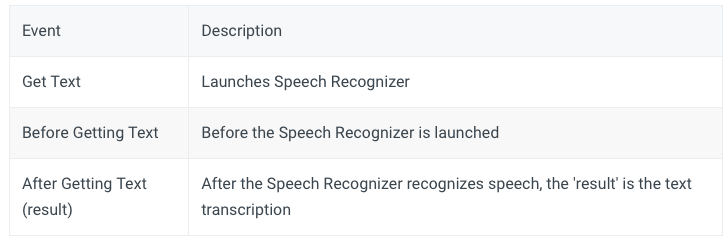 Event Description
Get Text Launches Speech Recognizer
Before Getting Text Before the Speech Recognizer is launched
After Getting Text After the Speech Recognizer recognizes speech, the 'result' is the text
(result) transcription